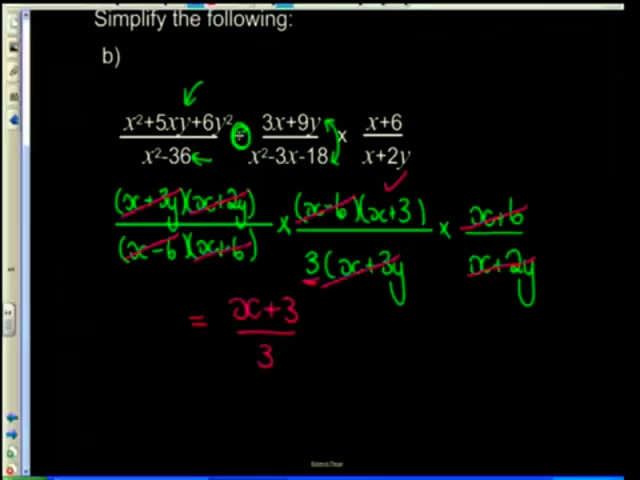 Simplify the following:
b)
x²+5xy+6y² / x²-36 ÷ 3x+9y / x²-3x-18 x x+6 / x+2y
(x+3y)(x+2y) / (x-6)(x+6) x (x-6)(x+3) / 3(x+3y x x+6 / x+2y
= x+3 / 3